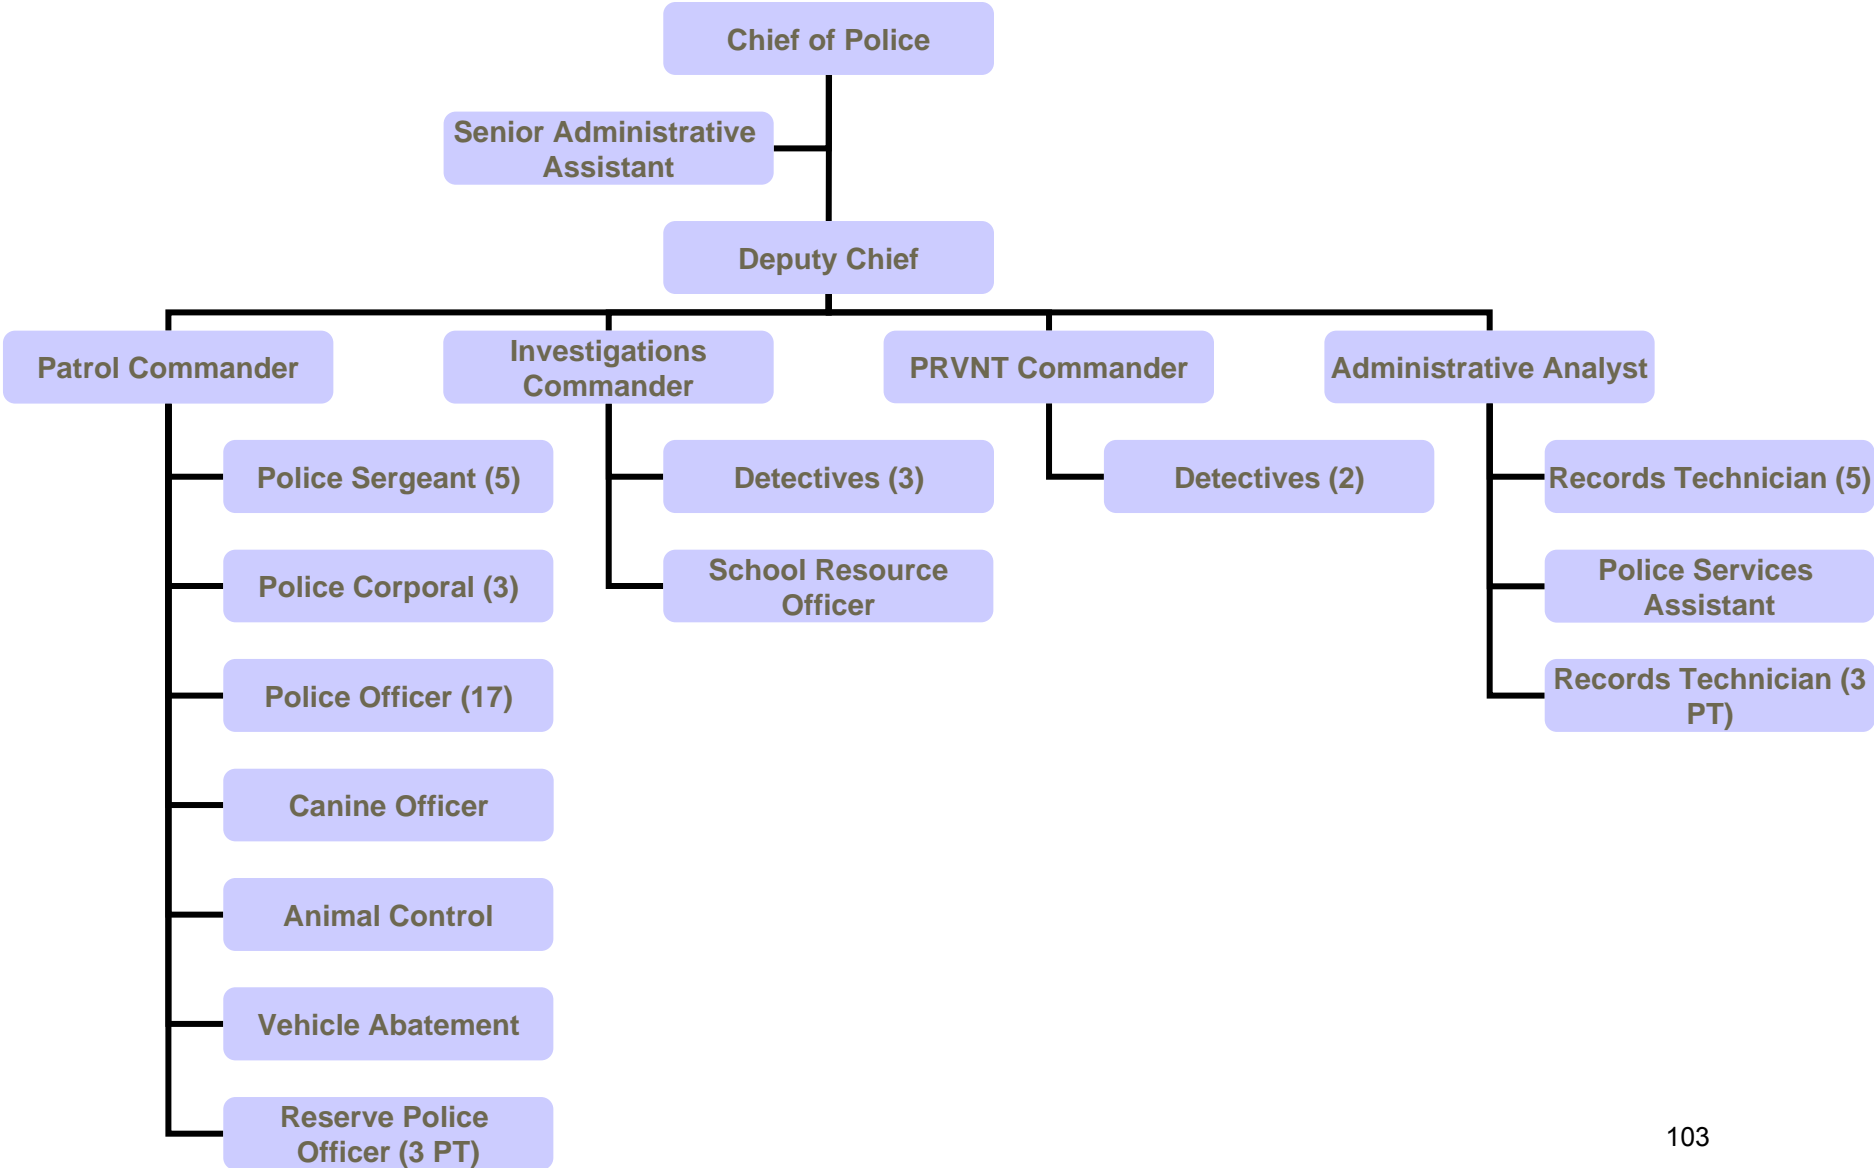 Chief of Police
Senior Administrative
Assistant
Deputy Chief
Patrol Commander
Investigations
Commander
PRVNT Commander
Administrative Analyst
Police Sergeant (5)
Detectives (3)
Detectives (2)
Records Technician (5)
Police Corporal (3)
School Resource
Officer
Police Services
Assistant
Police Officer (17)
Records Technician (3
PT)
Canine Officer
Animal Control
Vehicle Abatement
Reserve Police
Officer (3 PT)
103